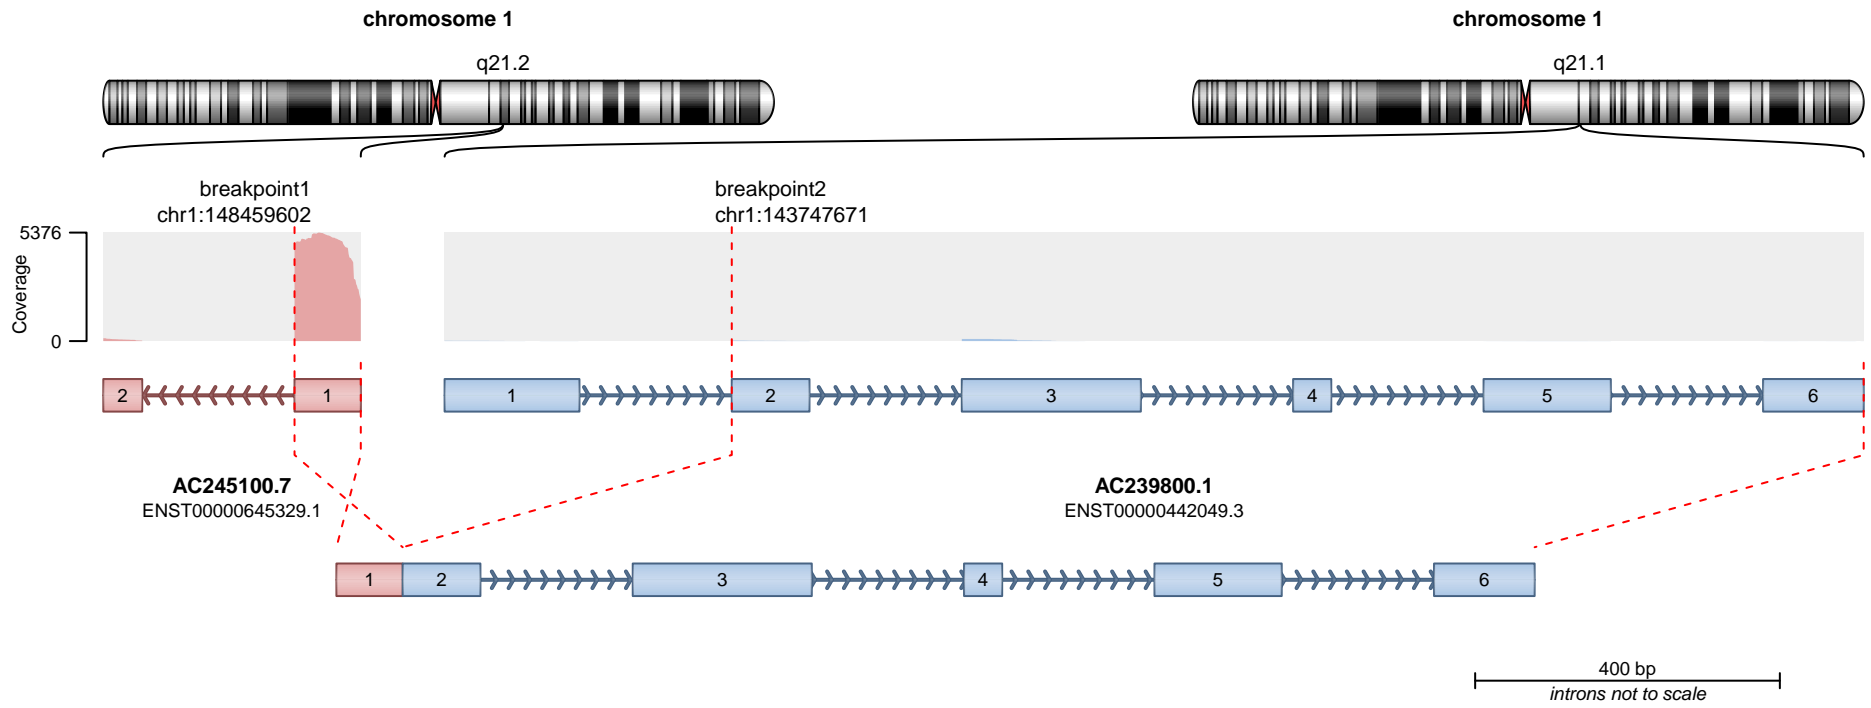 chromosome 1
chromosome 1
q21.2
q21.1
breakpoint1
chr1:148459602
breakpoint2
chr1:143747671
5376
Coverage
0
2
1
1
2
3
4
5
6
AC245100.7
ENST00000645329.1
AC239800.1
ENST00000442049.3
1
2
3
4
5
6
400 bp
introns not to scale